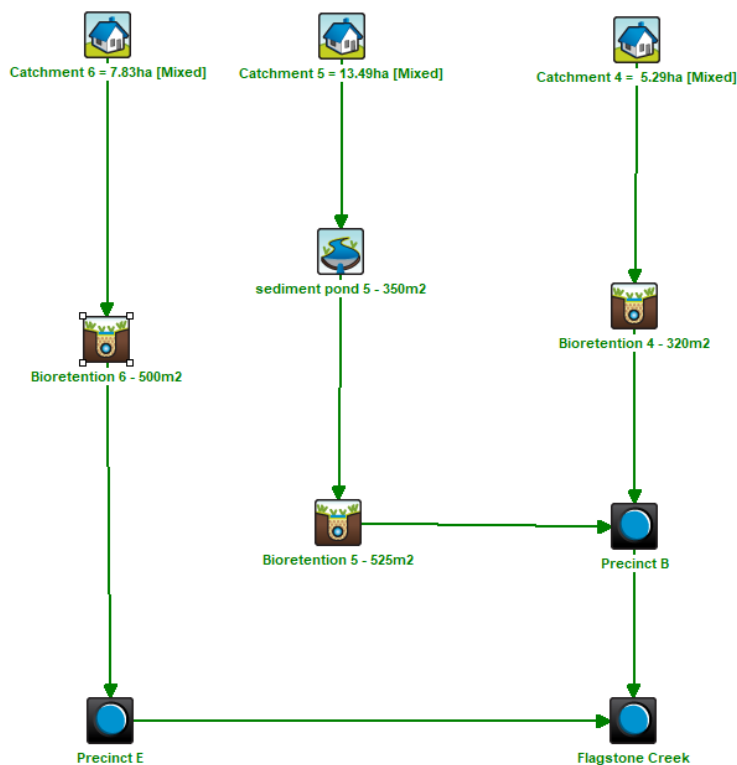 Catchment 6 = 7.83ha [Mixed]
Catchment 5 = 13.49ha [Mixed]
Catchment 4 =  5.29ha [Mixed]
sediment pond 5 - 350m2
Bioretention 4 - 320m2
Bioretention 6 - 500m2
Bioretention 5 - 525m2
Precinct B
Precinct E
Flagstone Creek